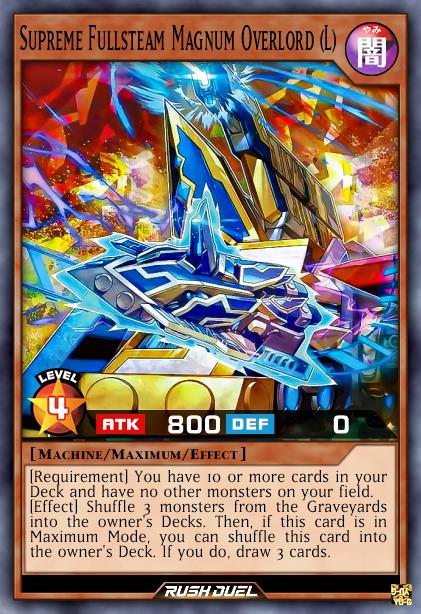 Supreme Fullsteam Magnum Overlord (L)
やみ
闇
LEVEL
4
ATK 800 DEF 0
[Machine/Maximum/Effect]
[Requirement] You have 10 or more cards in your
Deck and have no other monsters on your field.
[Effect] Shuffle 3 monsters from the Graveyards
into the owner's Decks. Then, if this card is in
Maximum Mode, you can shuffle this card into
the owner's Deck. If you do, draw 3 cards.
RUSH DUEL